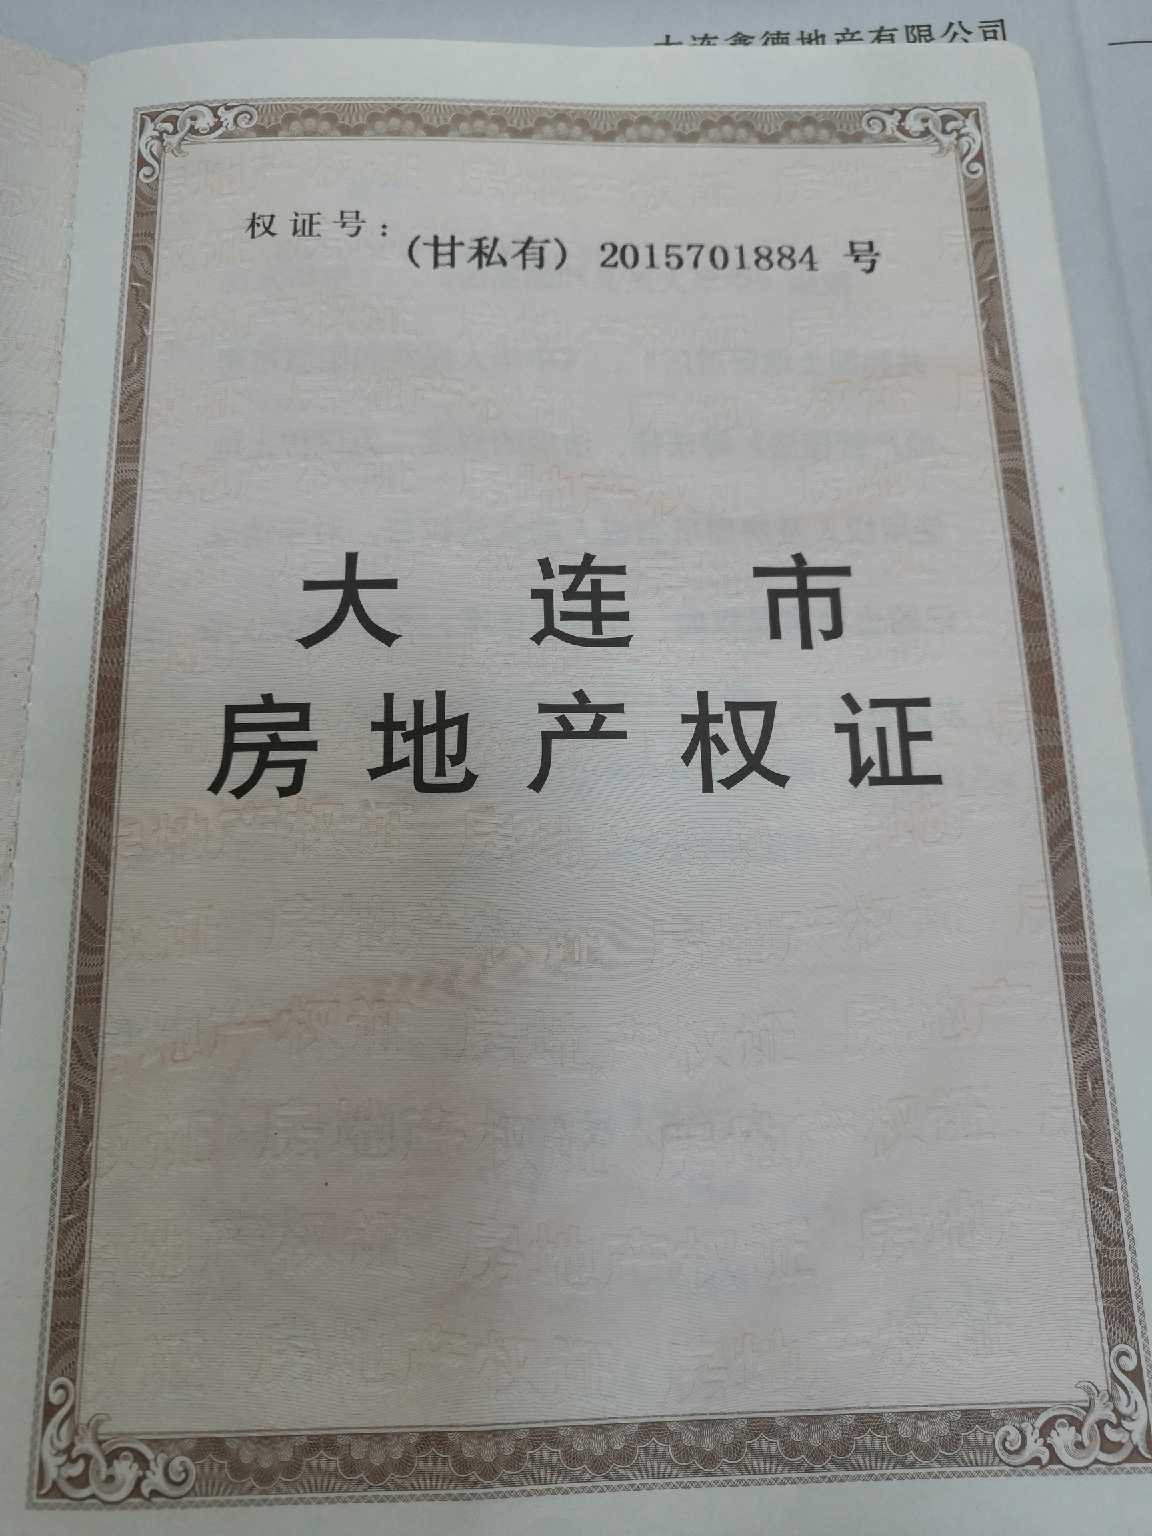 大连鑫德地产有限公司
权证号：
(甘私有) 2015701884 号
大连市
房地产权证